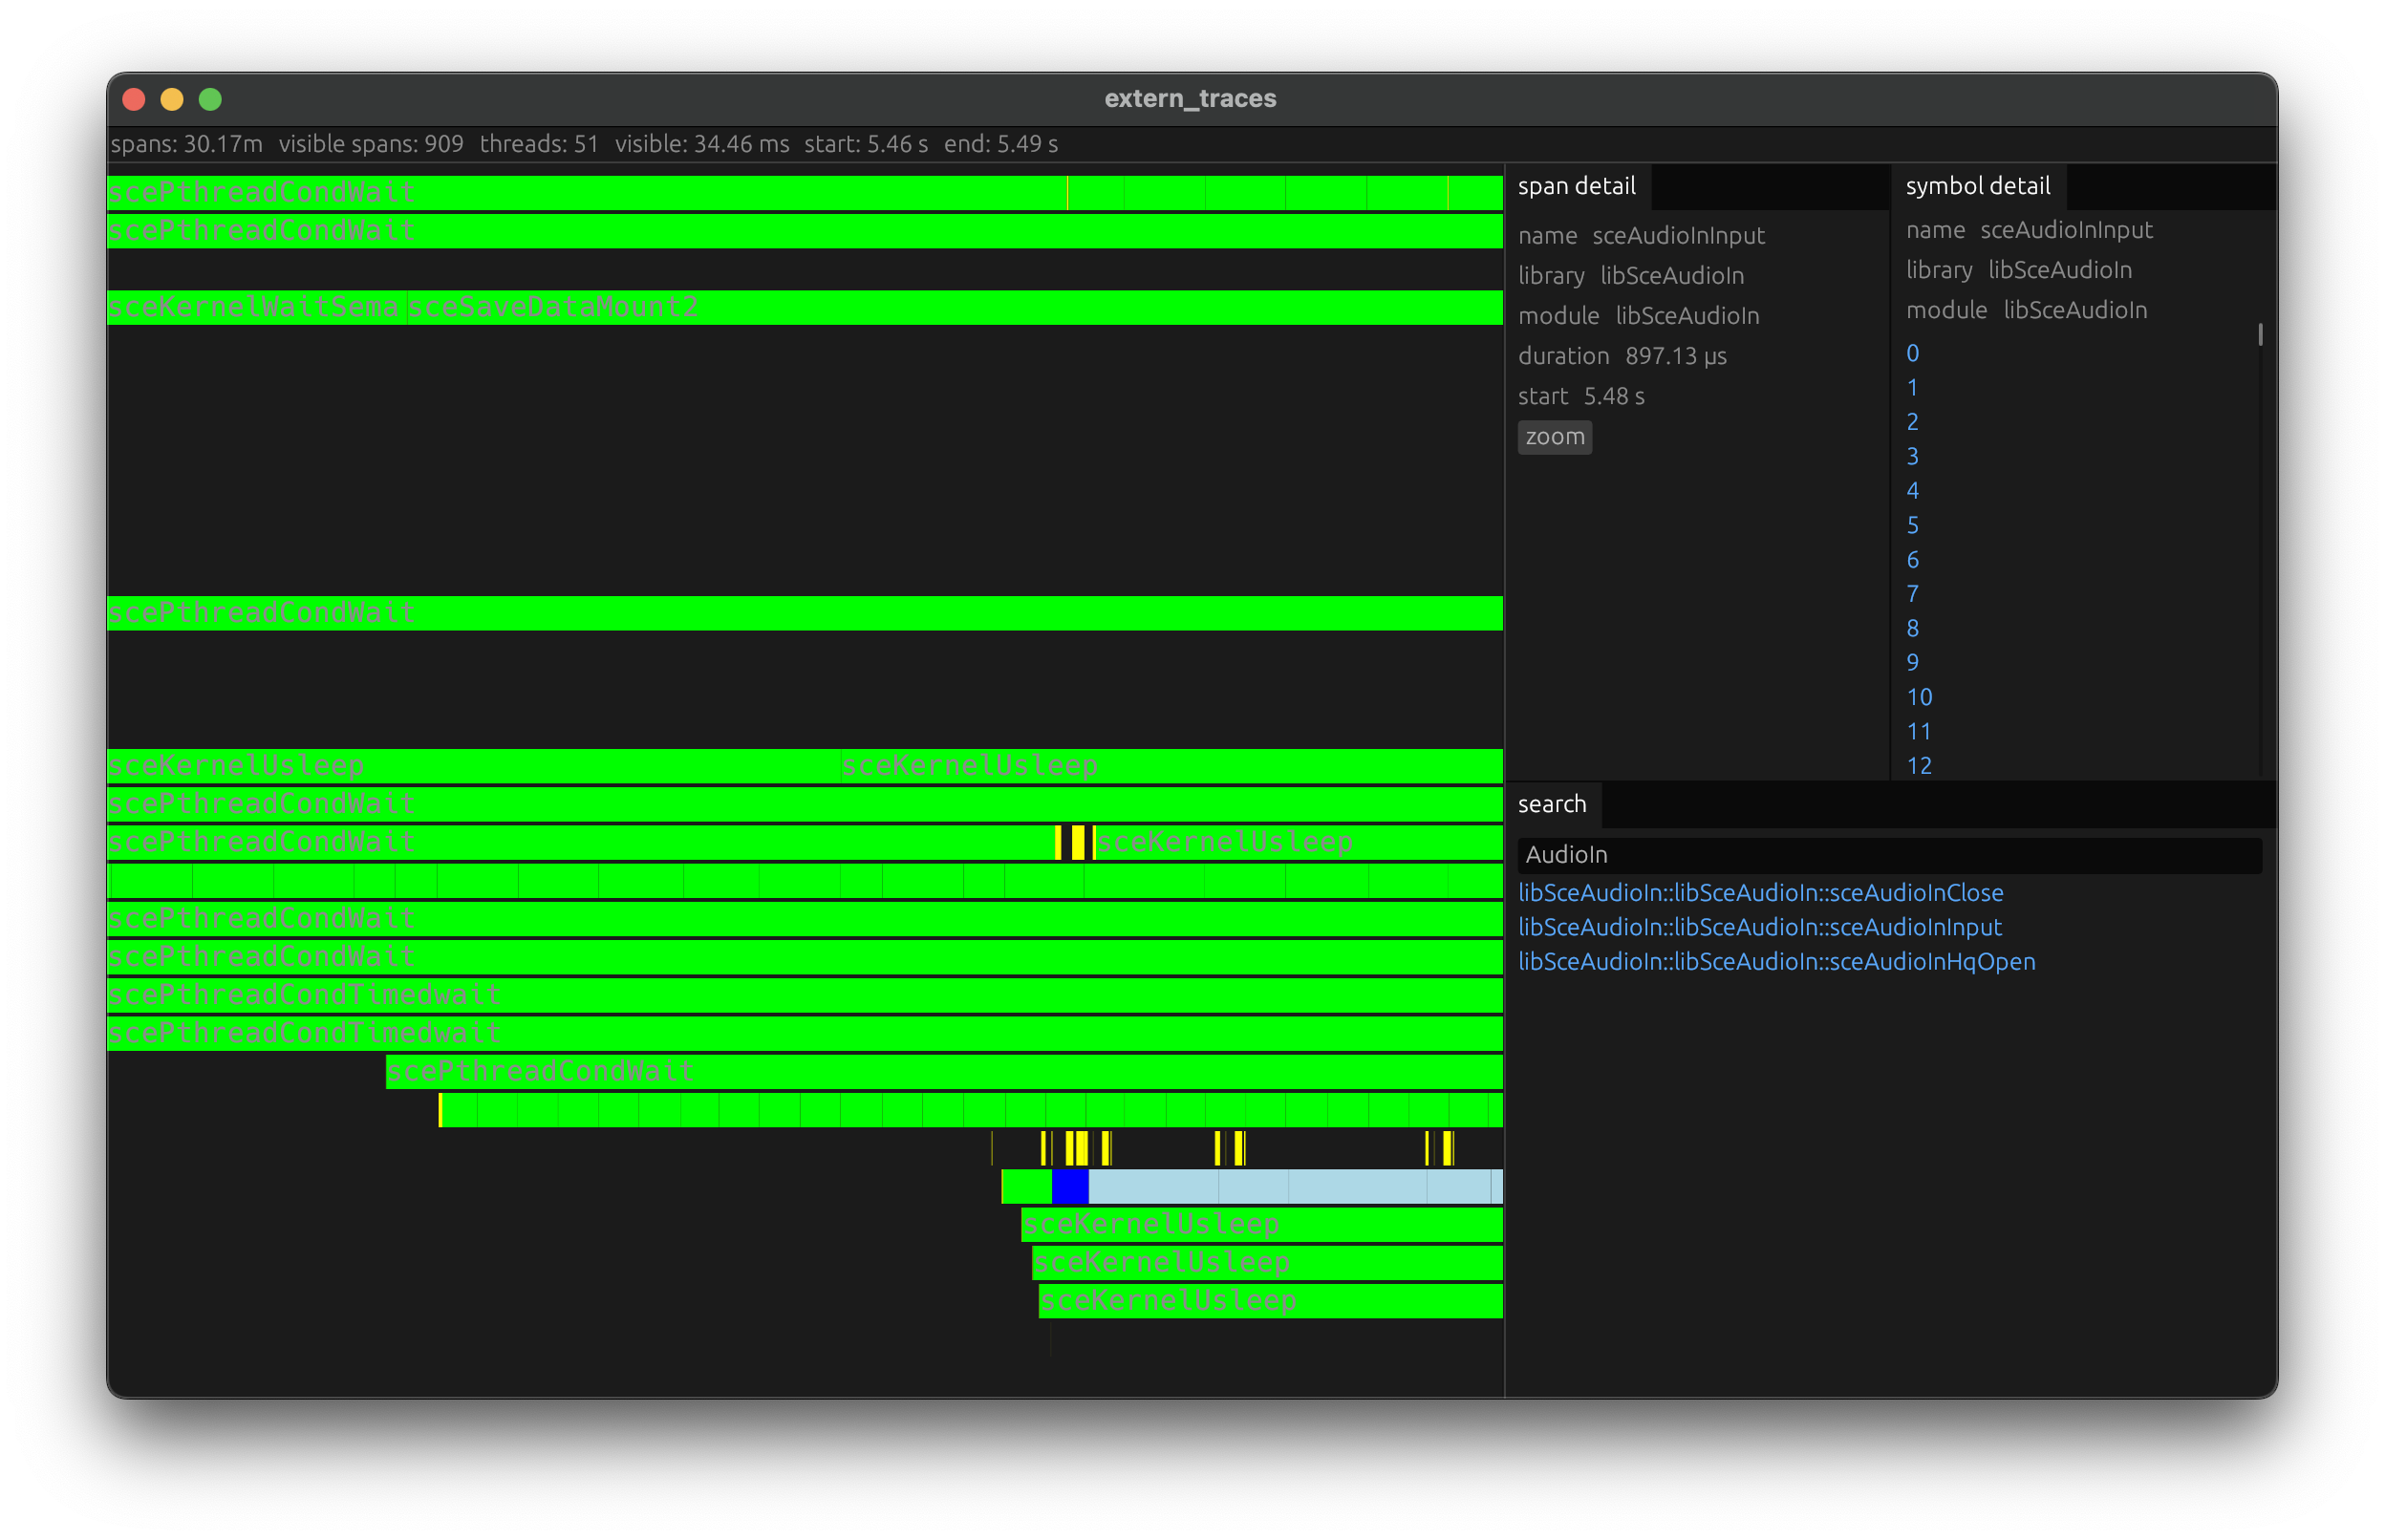 extern_traces
spans: 30.17m visible spans: 909 threads: 51 visible: 34.46 ms start: 5.46 s end: 5.49 s
scePthreadCondWait
scePthreadCondWait
sceKernelWaitSema sceSaveDataMount2
scePthreadCondWait
sceKernelUsleep sceKernelUsleep
scePthreadCondWait
scePthreadCondWait sceKernelUsleep
scePthreadCondWait
scePthreadCondWait
scePthreadCondTimedwait
scePthreadCondTimedwait
scePthreadCondWait
sceKernelUsleep
sceKernelUsleep
sceKernelUsleep
span detail
name sceAudioInInput
library libSceAudioIn
module libSceAudioIn
duration 897.13 µs
start 5.48 s
zoom
symbol detail
name sceAudioInInput
library libSceAudioIn
module libSceAudioIn
0
1
2
3
4
5
6
7
8
9
10
11
12
search
AudioIn
libSceAudioIn::libSceAudioIn::sceAudioInClose
libSceAudioIn::libSceAudioIn::sceAudioInInput
libSceAudioIn::libSceAudioIn::sceAudioInHqOpen